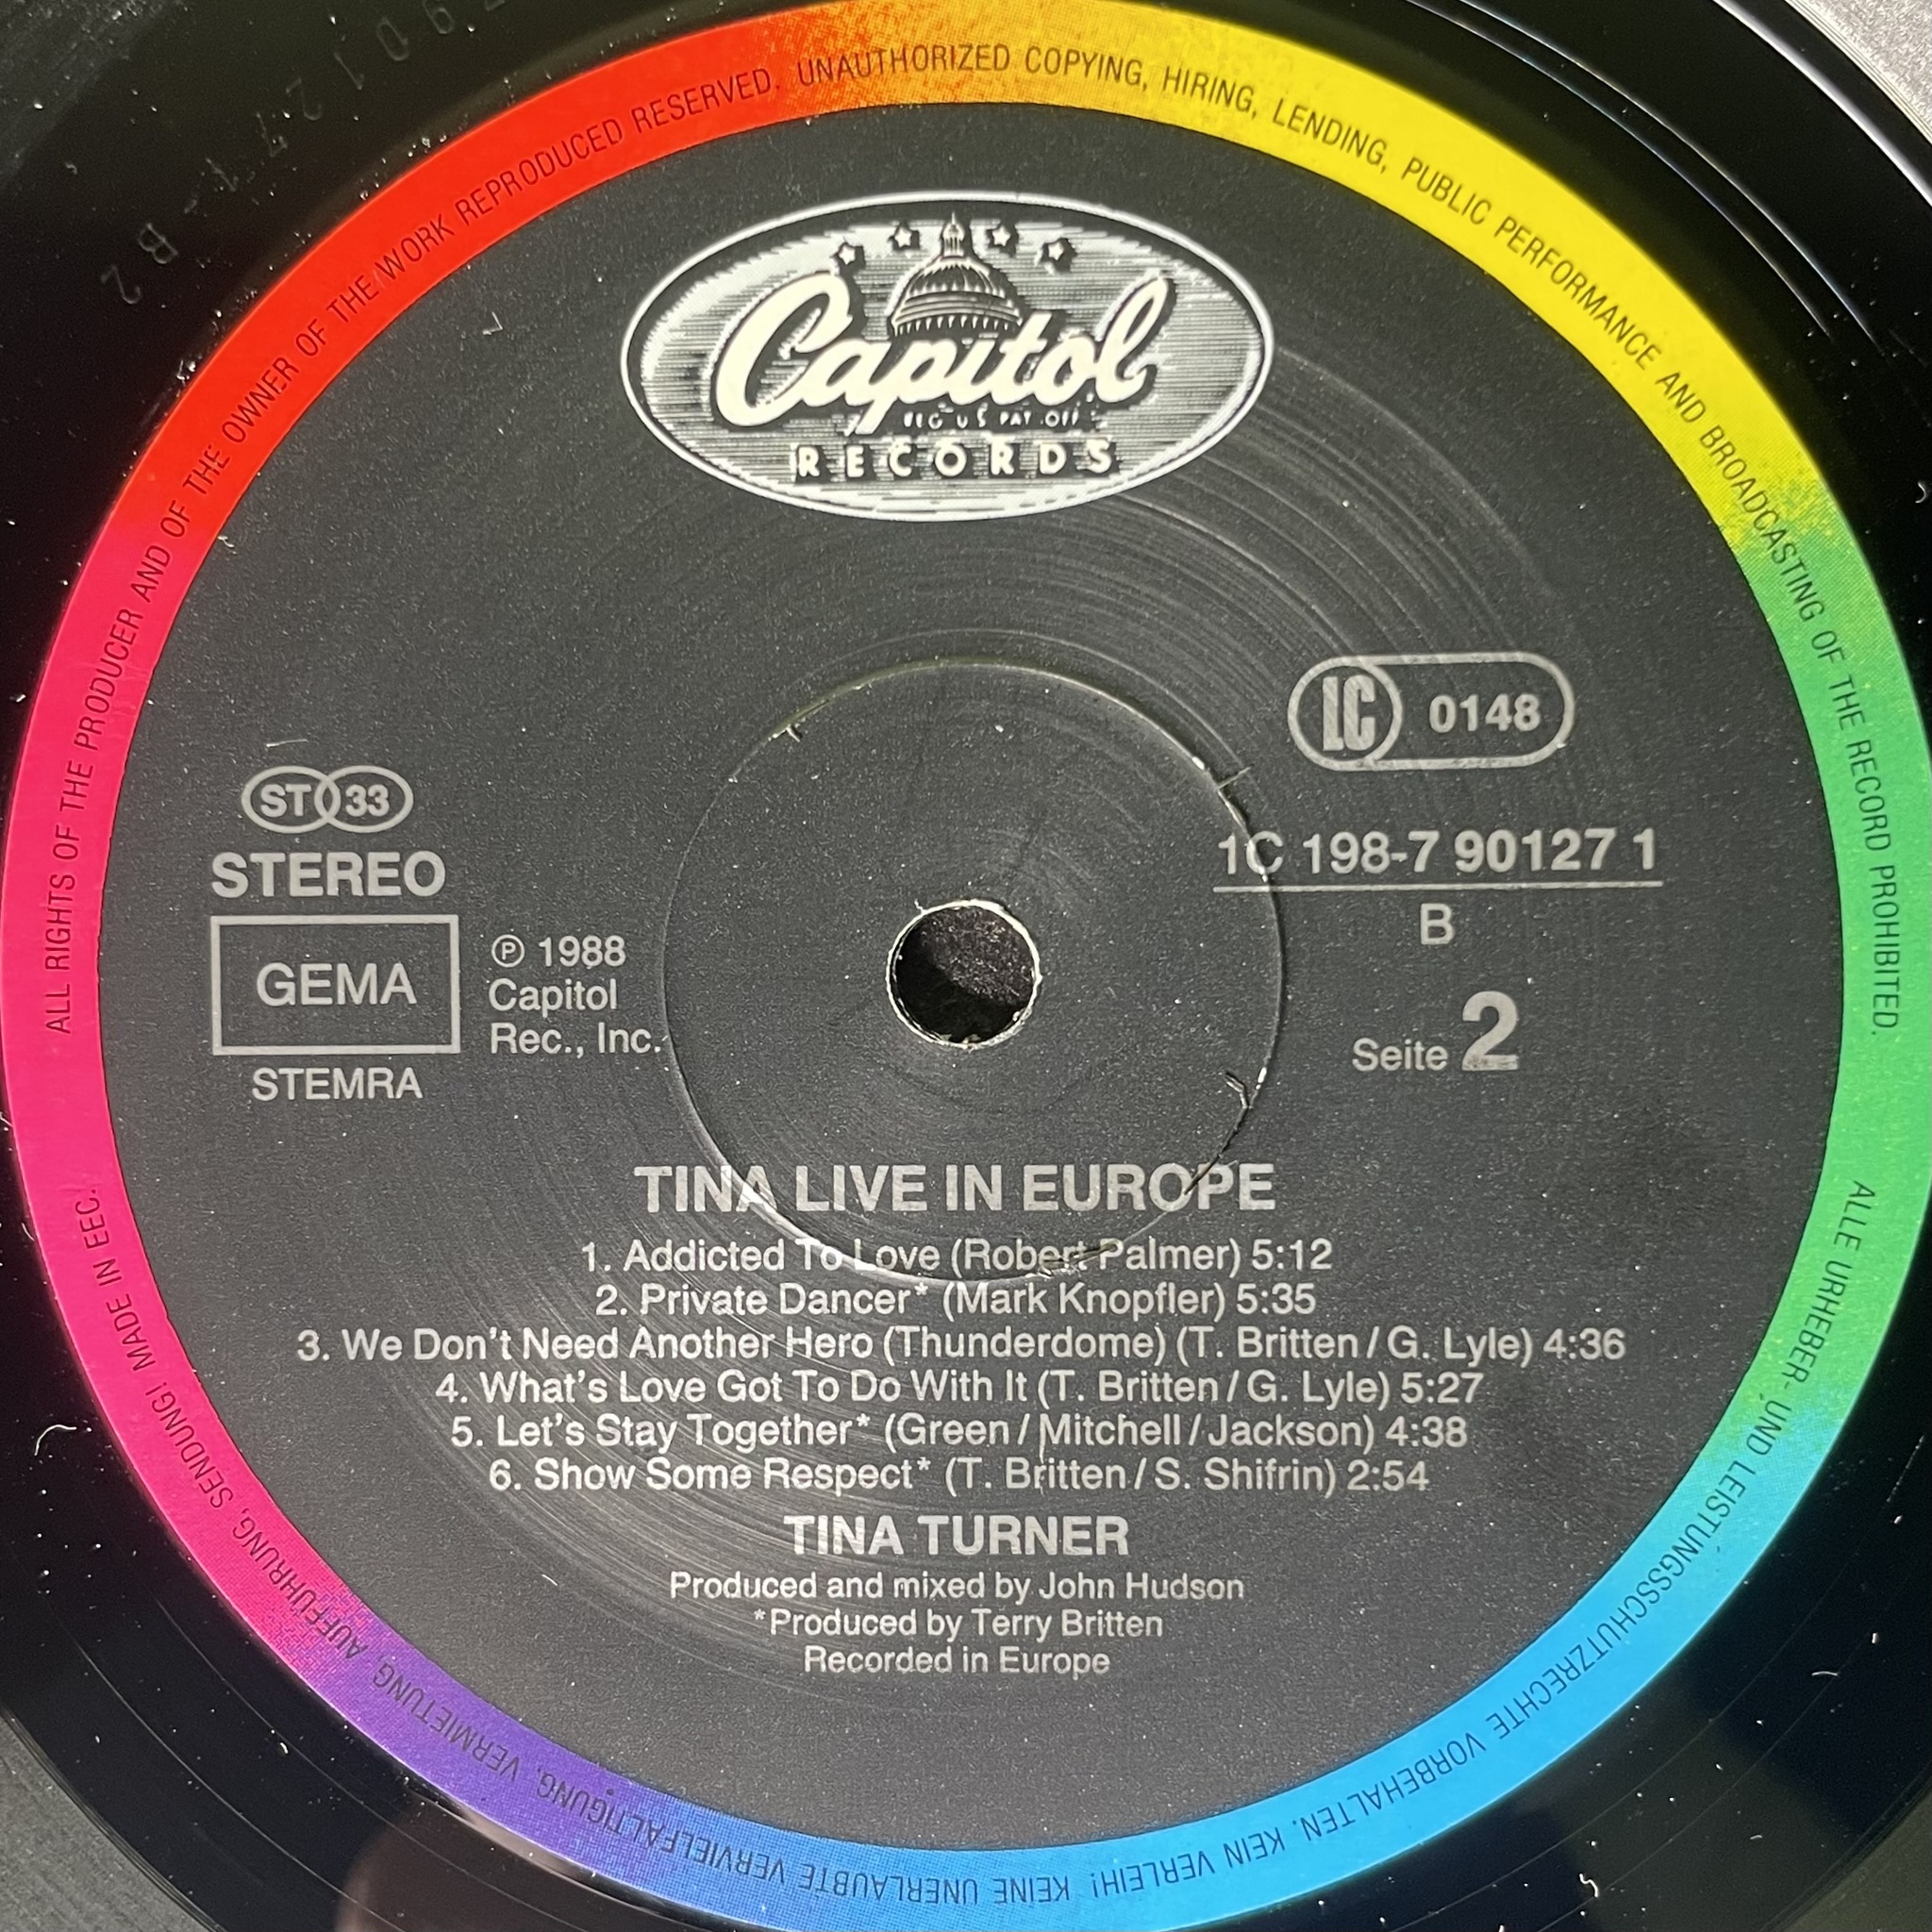 ALL RIGHTS OF THE PRODUCER AND OF THE OWNER OF THE WORK REPRODUCED RESERVED. UNAUTHORIZED COPYING, HIRING, LENDING, PUBLIC PERFORMANCE AND BROADCASTING OF THE RECORD PROHIBITED.
Capitol
REG U S PAT OFF
RECORDS
LC 0148
ST 33
STEREO
GEMA
STEMRA
℗ 1988
Capitol
Rec., Inc.
1C 198-7 90127 1
B
Seite 2
TINA LIVE IN EUROPE
1. Addicted To Love (Robert Palmer) 5:12
2. Private Dancer* (Mark Knopfler) 5:35
3. We Don't Need Another Hero (Thunderdome) (T. Britten/G. Lyle) 4:36
4. What's Love Got To Do With It (T. Britten/G. Lyle) 5:27
5. Let's Stay Together* (Green/Mitchell/Jackson) 4:38
6. Show Some Respect* (T. Britten/S. Shifrin) 2:54
TINA TURNER
Produced and mixed by John Hudson
*Produced by Terry Britten
Recorded in Europe
ALLE URHEBER- UND LEISTUNGSSCHUTZRECHTE VORBEHALTEN. KEIN VERLEIH! KEINE UNERLAUBTE VERVIELFÄLTIGUNG, VERMIETUNG, AUFFÜHRUNG, SENDUNG! MADE IN EEC.